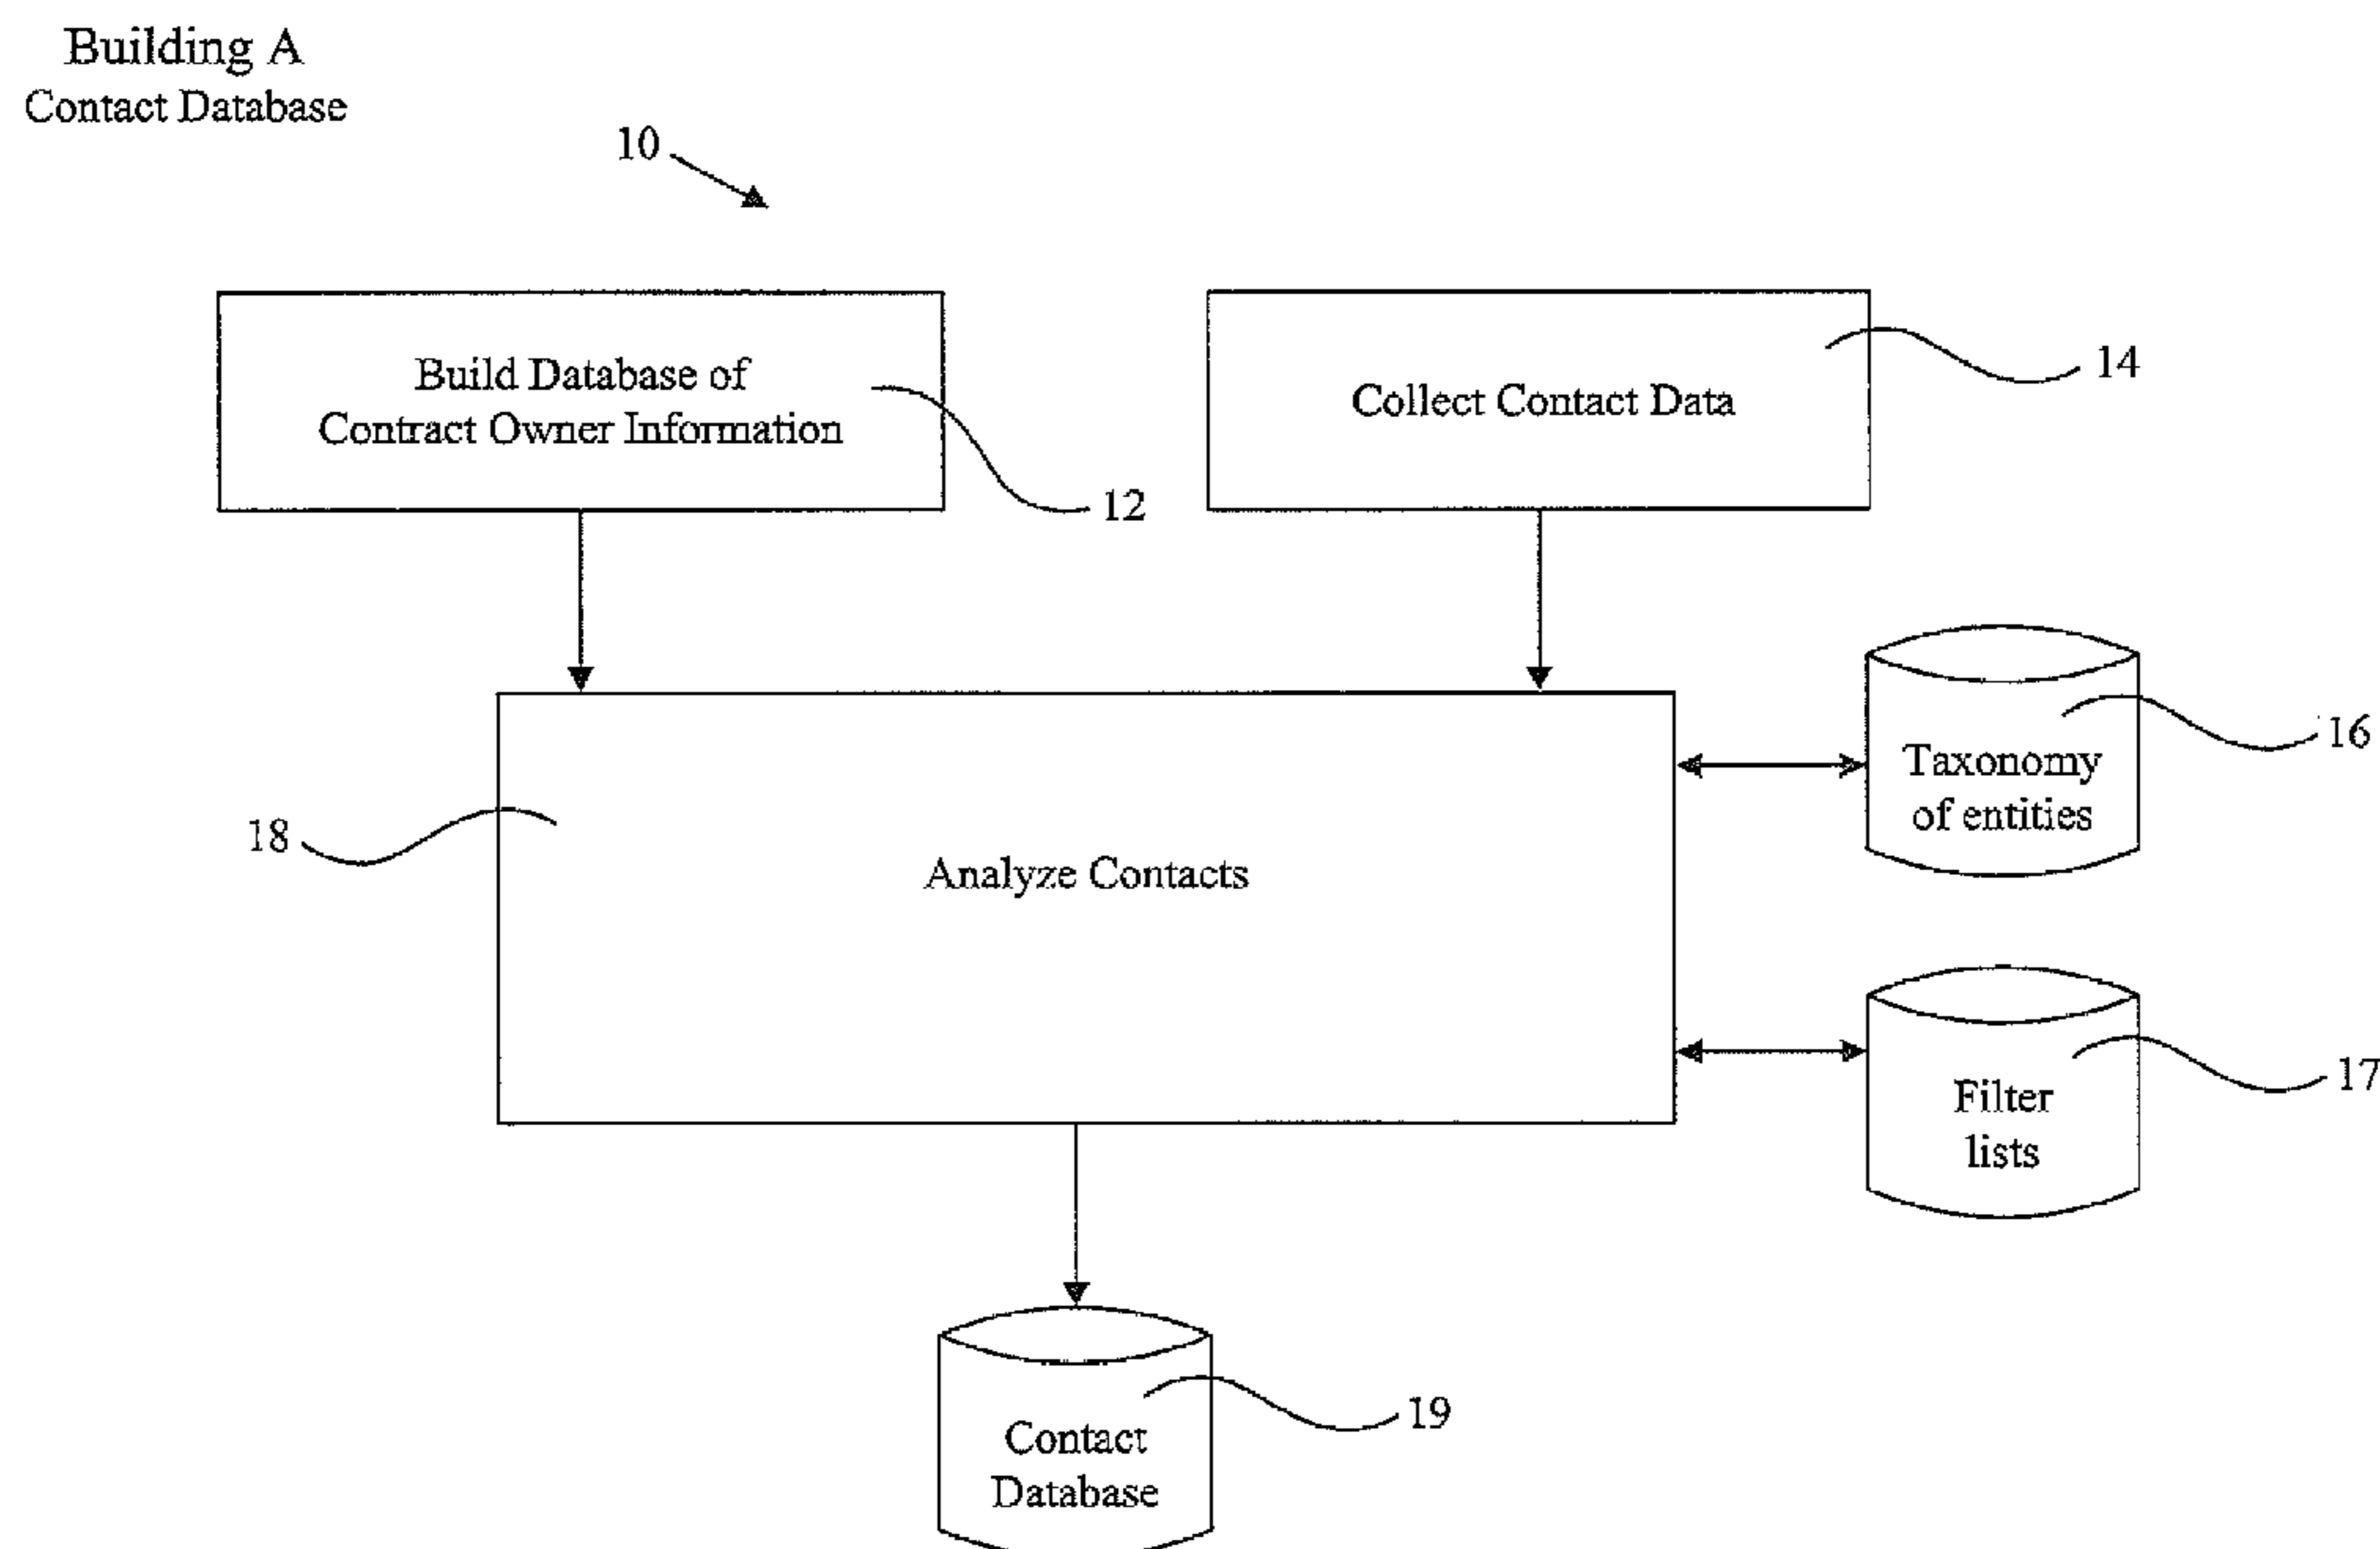 Building A
Contact Database
10
Build Database of
Contract Owner Information
12
Collect Contact Data
14
Taxonomy
of entities
16
18
Analyze Contacts
Filter
lists
17
Contact
Database
19